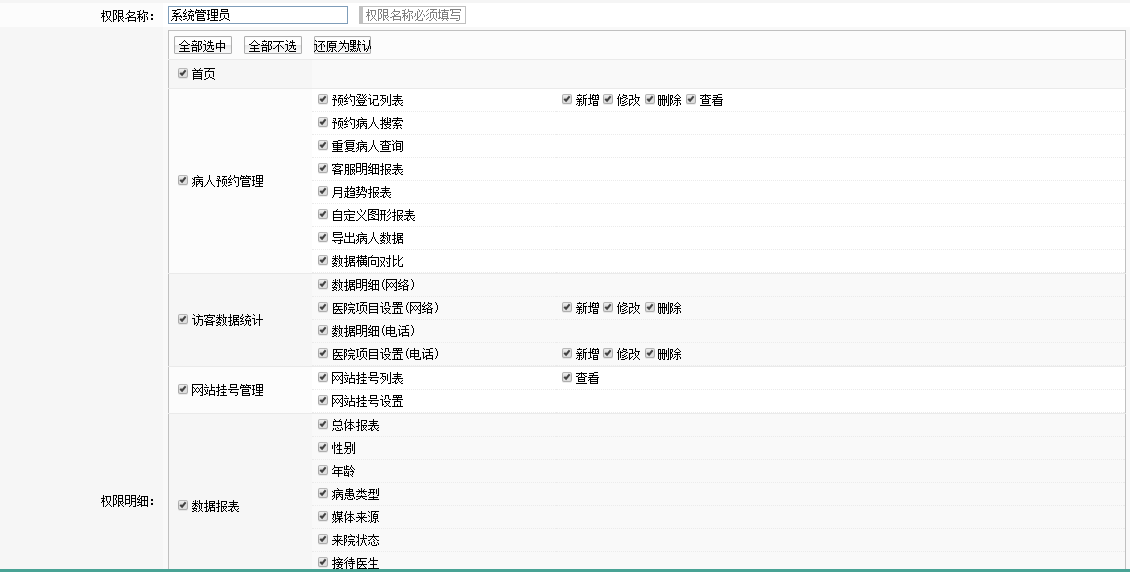 权限名称： 系统管理员 权限名称必须填写
全部选中 全部不选 还原为默认
首页
预约登记列表 新增 修改 删除 查看
预约病人搜索
重复病人查询
客服明细报表
病人预约管理
月趋势报表
自定义图形报表
导出病人数据
数据横向对比
数据明细(网络)
医院项目设置(网络) 新增 修改 删除
访客数据统计
数据明细(电话)
医院项目设置(电话) 新增 修改 删除
网站挂号列表 查看
网站挂号管理
网站挂号设置
总体报表
性别
年龄
病患类型
权限明细： 数据报表
媒体来源
来院状态
接待医生